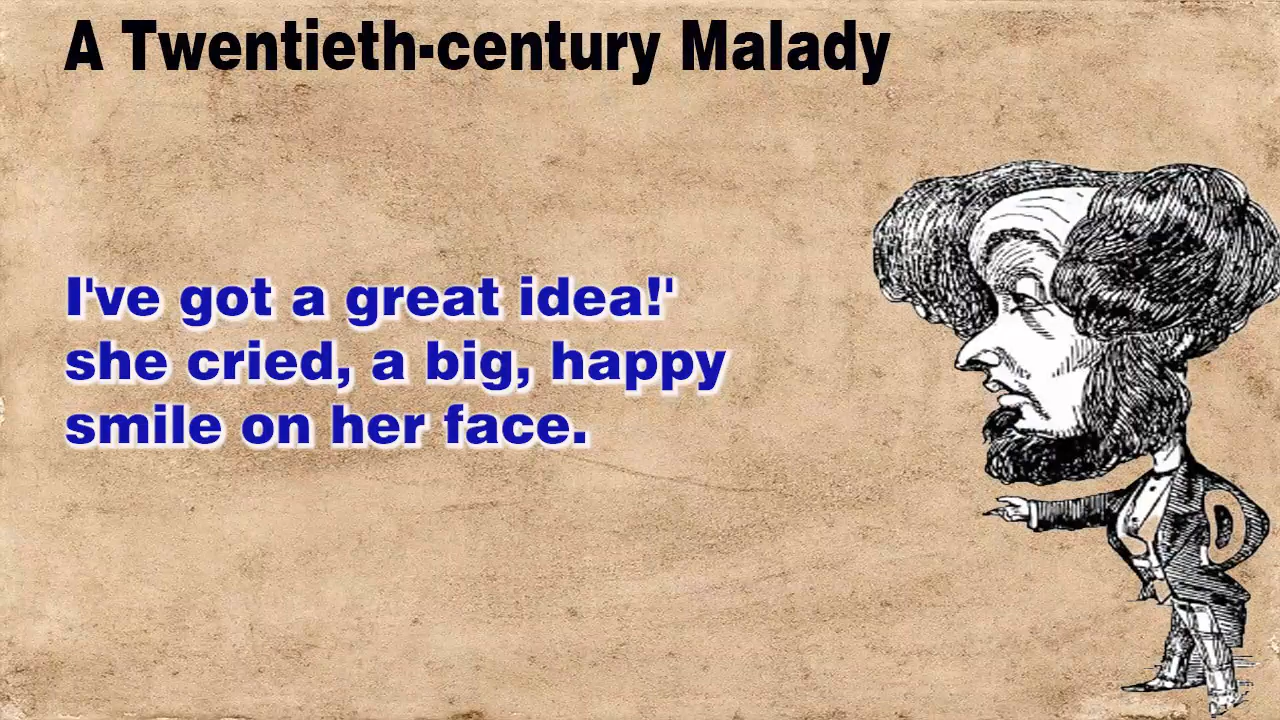 A Twentieth-century Malady
I've got a great idea!'
she cried, a big, happy
smile on her face.